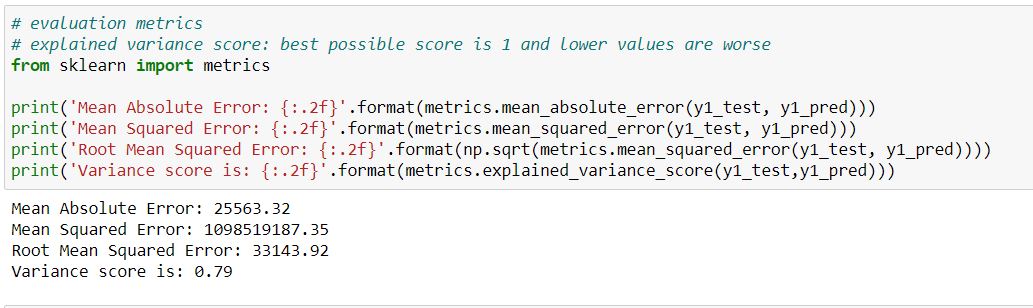 # evaluation metrics
# explained variance score: best possible score is 1 and lower values are worse
from sklearn import metrics
print('Mean Absolute Error: {:.2f}'.format(metrics.mean_absolute_error(y1_test, y1_pred)))
print('Mean Squared Error: {:.2f}'.format(metrics.mean_squared_error(y1_test, y1_pred)))
print('Root Mean Squared Error: {:.2f}'.format(np.sqrt(metrics.mean_squared_error(y1_test, y1_pred))))
print('Variance score is: {:.2f}'.format(metrics.explained_variance_score(y1_test,y1_pred)))
Mean Absolute Error: 25563.32
Mean Squared Error: 1098519187.35
Root Mean Squared Error: 33143.92
Variance score is: 0.79